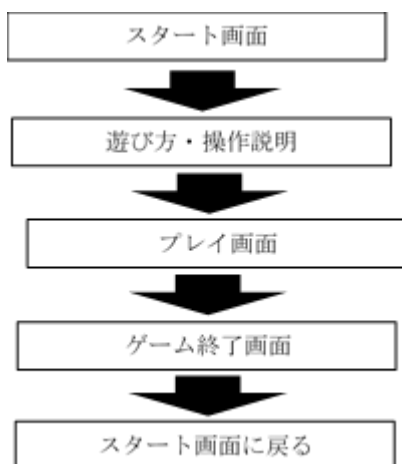 スタート画面
遊び方・操作説明
プレイ画面
ゲーム終了画面
スタート画面に戻る